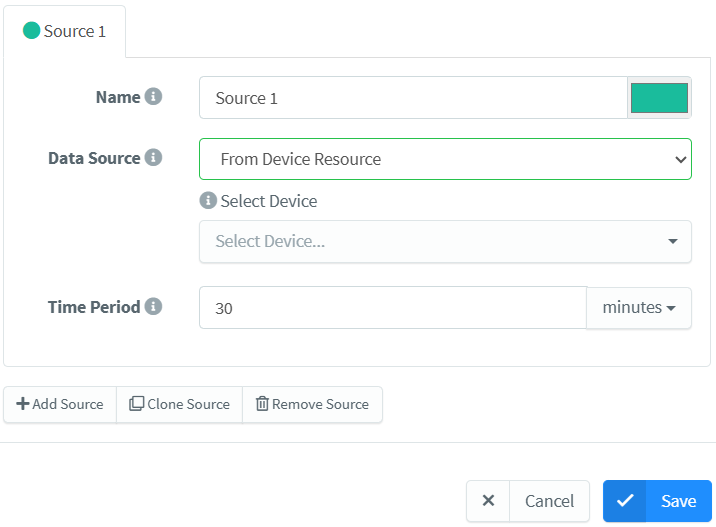 Source 1
Name
Source 1
Data Source
From Device Resource
Select Device
Select Device...
Time Period
30
minutes
Add Source
Clone Source
Remove Source
Cancel
Save